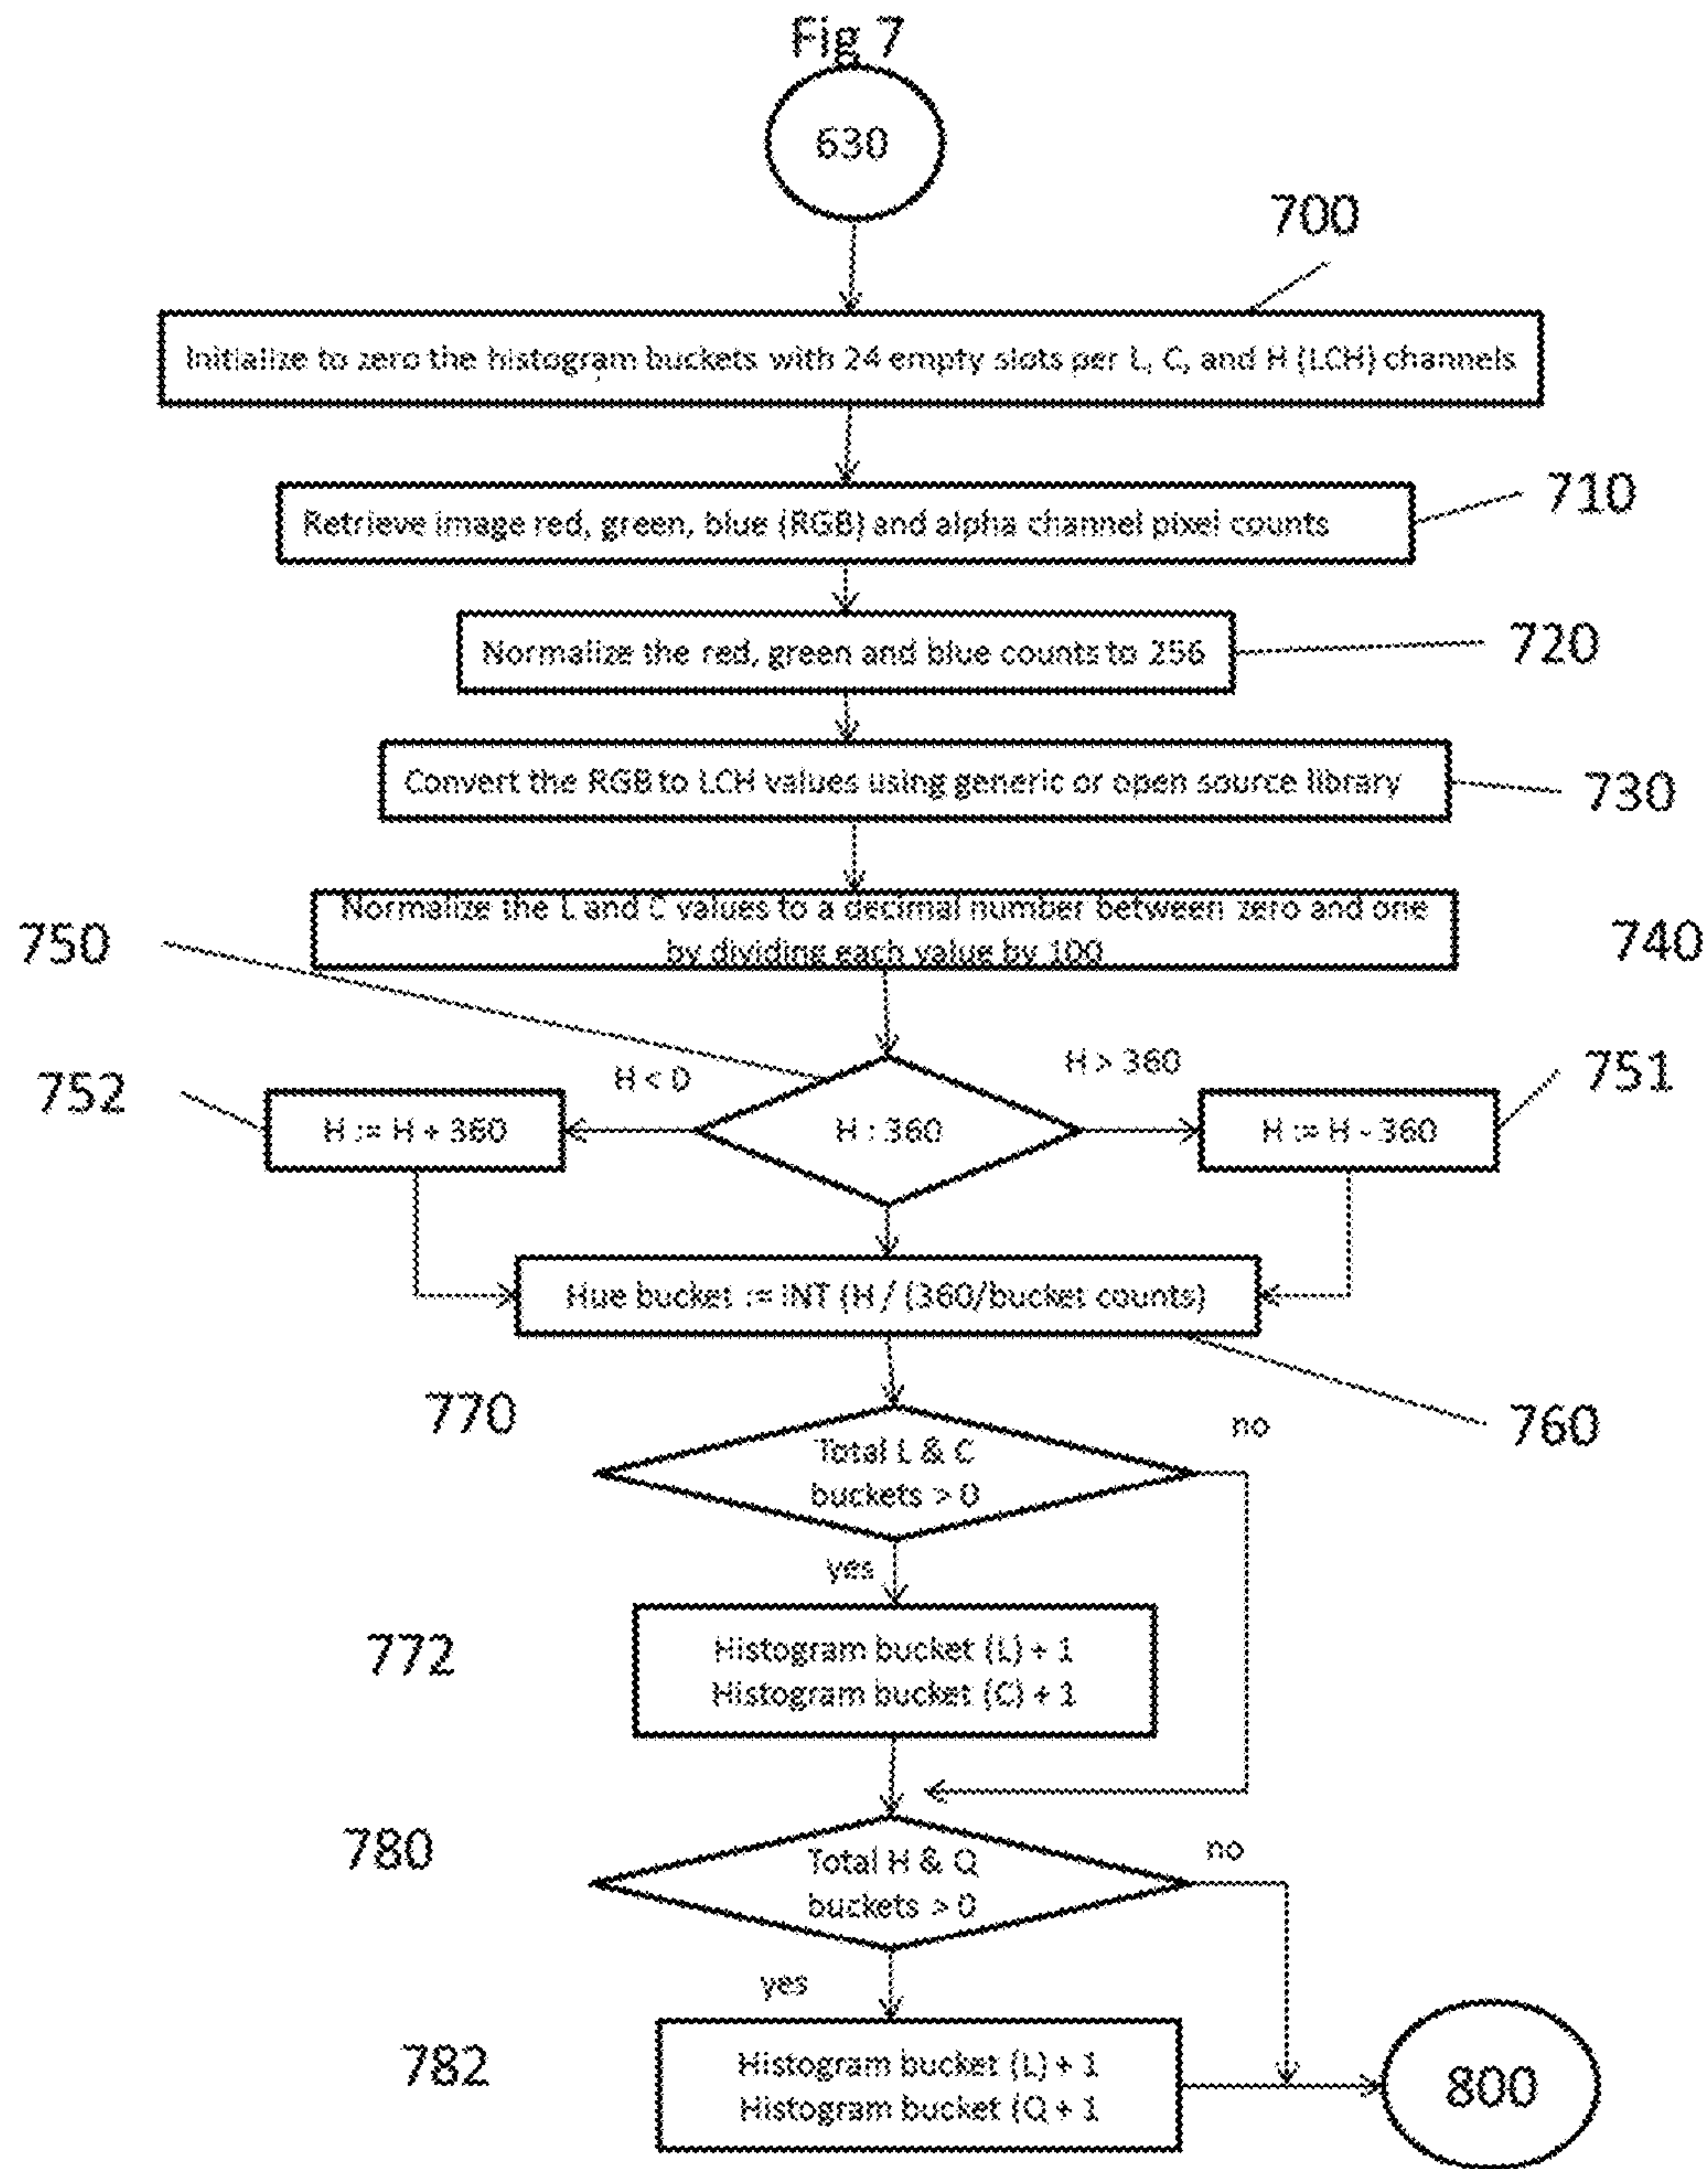 Fig 7
630
700
Initialize to zero the histogram buckets with 24 empty slots per L, C, and H (LCH) channels
710
Retrieve image red, green, blue (RGB) and alpha channel pixel counts
720
Normalize the red, green and blue counts to 256
730
Convert the RGB to LCH values using generic or open source library
740
Normalize the L and C values to a decimal number between zero and one
by dividing each value by 100
750
H < 0
H > 360
751
752
H := H + 360
H : 360
H := H - 360
Hue bucket := INT (H / (360/bucket counts)
760
770
Total L & C
buckets > 0
no
yes
772
Histogram bucket (L) + 1
Histogram bucket (C) + 1
780
Total H & Q
buckets > 0
no
yes
782
Histogram bucket (L) + 1
Histogram bucket (Q + 1
800